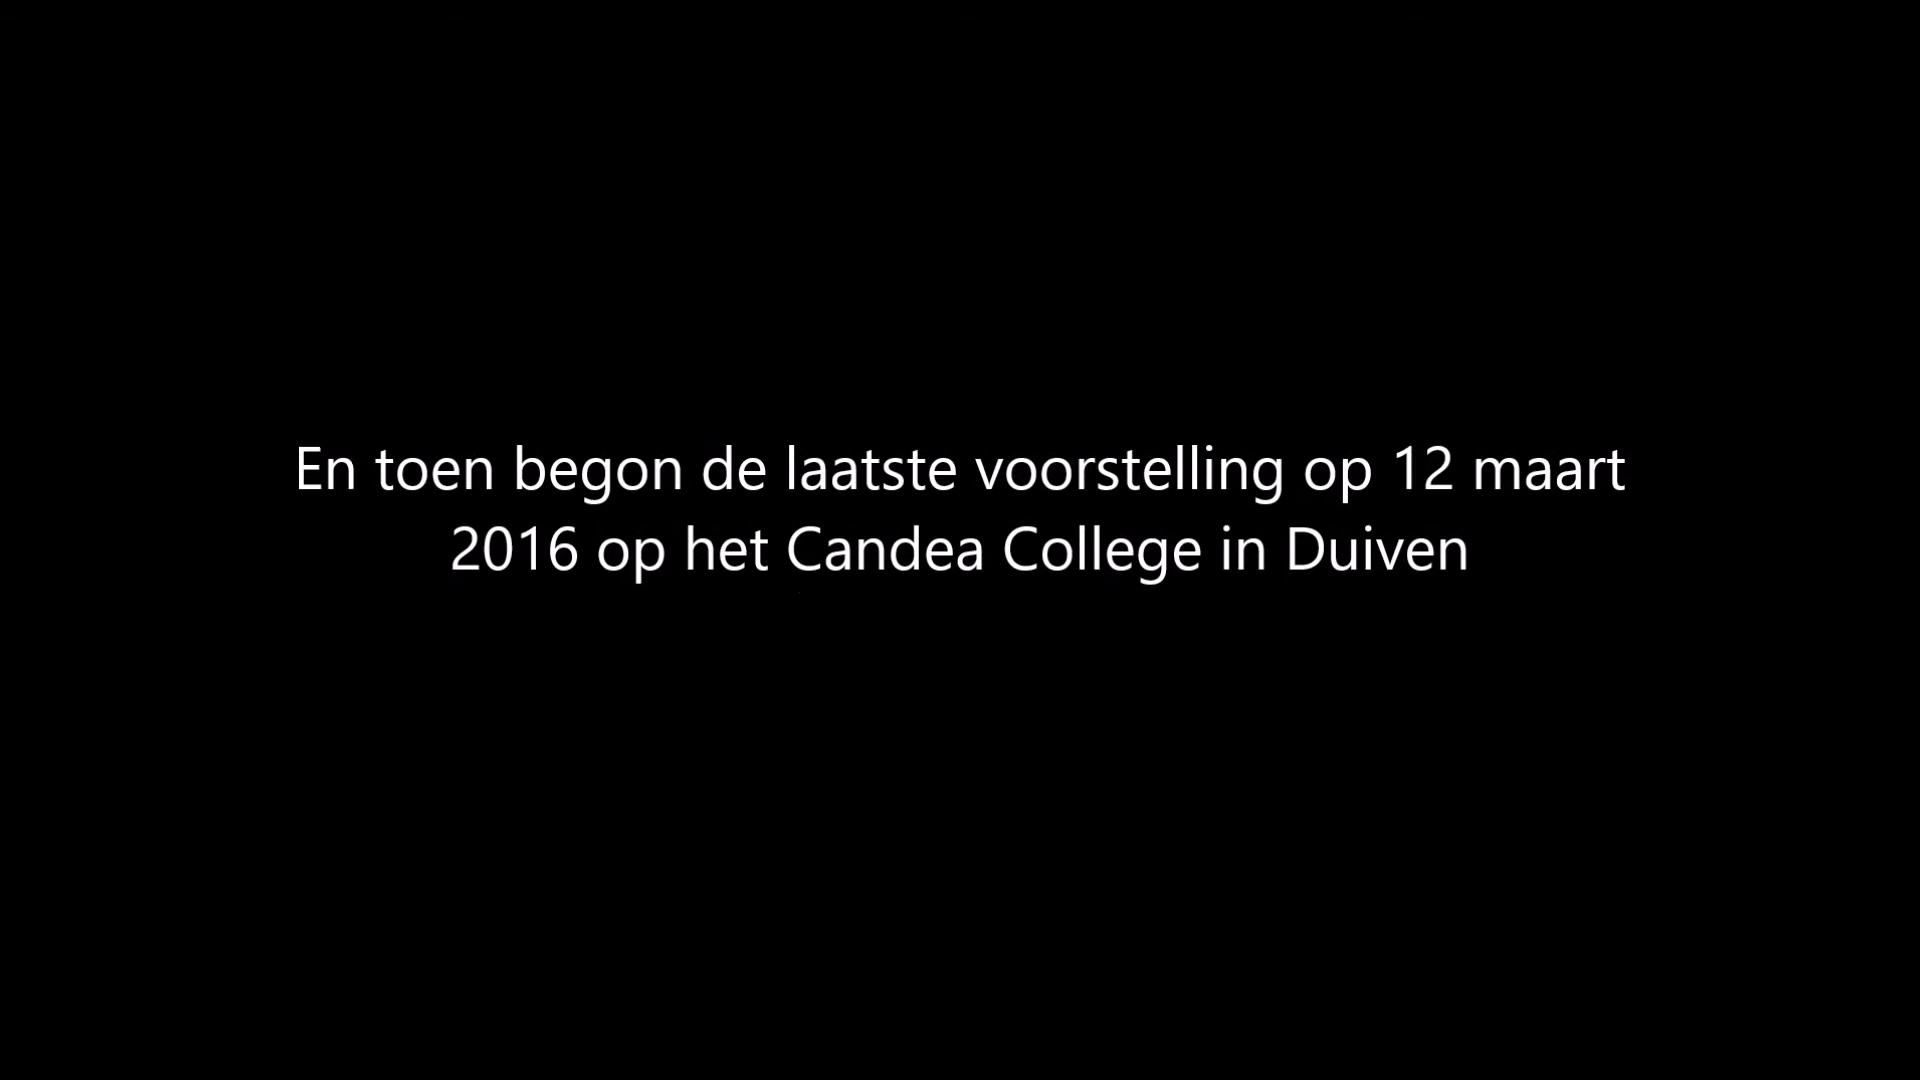 En toen begon de laatste voorstelling op 12 maart
2016 op het Candea College in Duiven